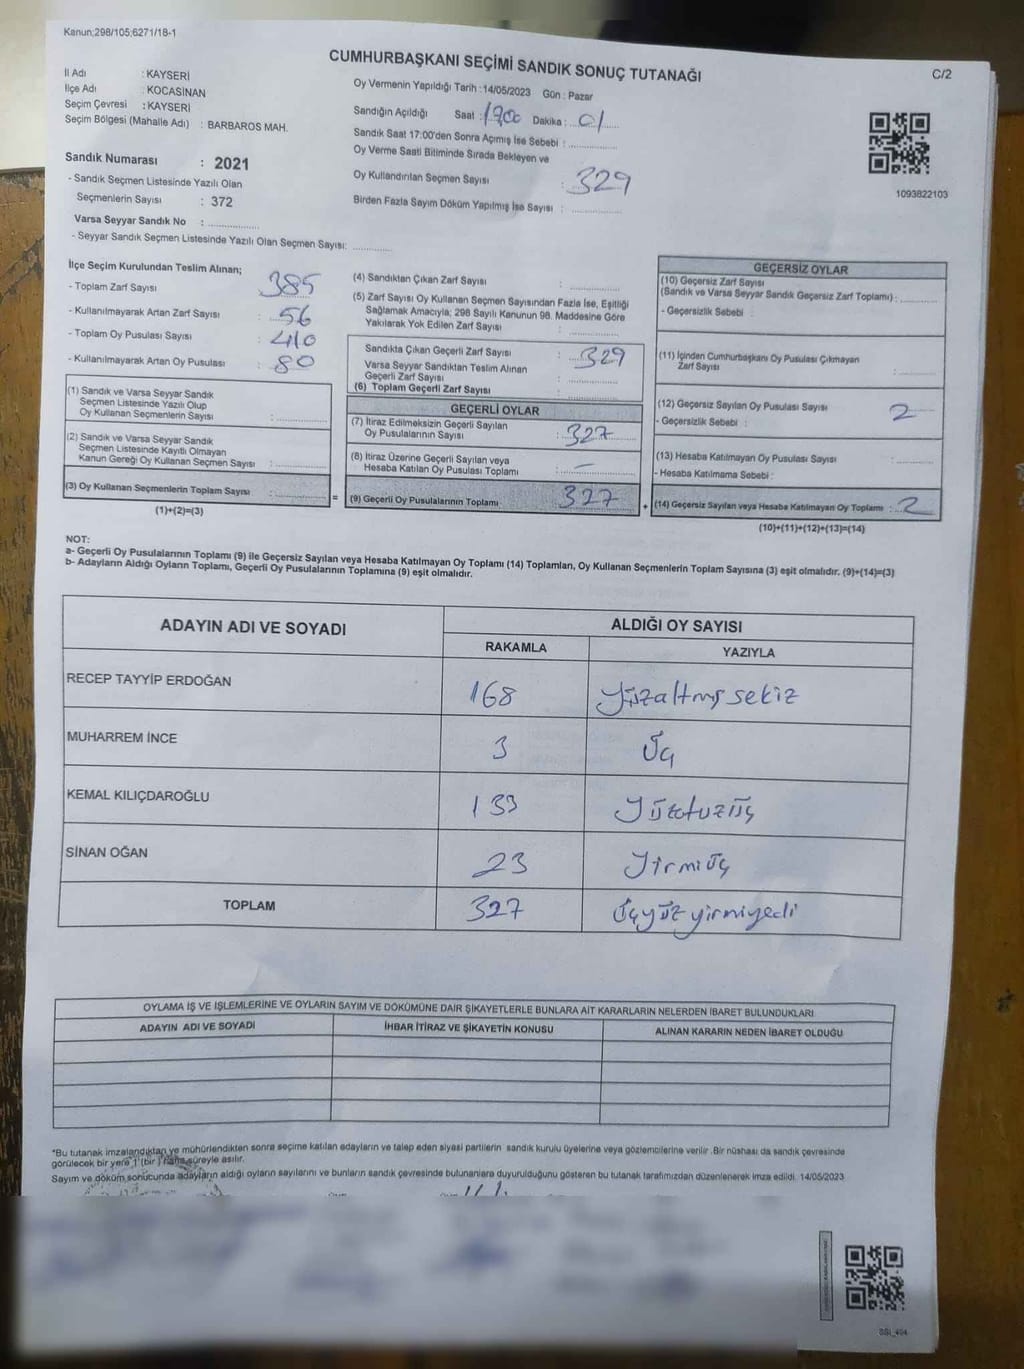 Kanun;298/105;6271/18-1
CUMHURBAŞKANI SEÇİMİ SANDIK SONUÇ TUTANAĞI
C/2
İl Adı : KAYSERİ
İlçe Adı : KOCASİNAN
Seçim Çevresi : KAYSERİ
Seçim Bölgesi (Mahalle Adı) : BARBAROS MAH.
Oy Vermenin Yapıldığı Tarih : 14/05/2023 Gün : Pazar
Sandığın Açıldığı Saat : Dakika : 01
Sandık Saat 17:00'den Sonra Açımış İse Sebebi :
Oy Verme Saati Bitiminde Sırada Bekleyen ve
Oy Kullandırılan Seçmen Sayısı : 329
Birden Fazla Sayım Döküm Yapılmış İse Sayısı :
1093822103
Sandık Numarası : 2021
- Sandık Seçmen Listesinde Yazılı Olan
Seçmenlerin Sayısı : 372
Varsa Seyyar Sandık No :
- Seyyar Sandık Seçmen Listesinde Yazılı Olan Seçmen Sayısı:
İlçe Seçim Kurulundan Teslim Alınan;
- Toplam Zarf Sayısı : 385
- Kullanılmayarak Artan Zarf Sayısı : 56
- Toplam Oy Pusulası Sayısı : 410
- Kullanılmayarak Artan Oy Pusulası : 80
(1) Sandık ve Varsa Seyyar Sandık
Seçmen Listesinde Yazılı Olup
Oy Kullanan Seçmenlerin Sayısı :
(2) Sandık ve Varsa Seyyar Sandık
Seçmen Listesinde Kayıtlı Olmayan
Kanun Gereği Oy Kullanan Seçmen Sayısı :
(3) Oy Kullanan Seçmenlerin Toplam Sayısı :
(1)+(2)=(3)
(4) Sandıktan Çıkan Zarf Sayısı :
(5) Zarf Sayısı Oy Kullanan Seçmen Sayısından Fazla İse, Eşitliği
Sağlamak Amacıyla; 298 Sayılı Kanunun 98. Maddesine Göre
Yakılarak Yok Edilen Zarf Sayısı :
Sandıkta Çıkan Geçerli Zarf Sayısı : 329
Varsa Seyyar Sandıktan Teslim Alınan
Geçerli Zarf Sayısı :
(6) Toplam Geçerli Zarf Sayısı :
GEÇERLİ OYLAR
(7) İtiraz Edilmeksizin Geçerli Sayılan
Oy Pusulalarının Sayısı : 327
(8) İtiraz Üzerine Geçerli Sayılan veya
Hesaba Katılan Oy Pusulası Toplamı : —
= (9) Geçerli Oy Pusulalarının Toplamı : 327
GEÇERSİZ OYLAR
(10) Geçersiz Zarf Sayısı
(Sandık ve Varsa Seyyar Sandık Geçersiz Zarf Toplamı) :
- Geçersizlik Sebebi :
(11) İçinden Cumhurbaşkanı Oy Pusulası Çıkmayan
Zarf Sayısı :
(12) Geçersiz Sayılan Oy Pusulası Sayısı : 2
- Geçersizlik Sebebi :
(13) Hesaba Katılmayan Oy Pusulası Sayısı :
- Hesaba Katılmama Sebebi :
+ (14) Geçersiz Sayılan veya Hesaba Katılmayan Oy Toplamı : 2
(10)+(11)+(12)+(13)=(14)
NOT:
a- Geçerli Oy Pusulalarının Toplamı (9) ile Geçersiz Sayılan veya Hesaba Katılmayan Oy Toplamı (14) Toplamları, Oy Kullanan Seçmenlerin Toplam Sayısına (3) eşit olmalıdır. (9)+(14)=(3)
b- Adayların Aldığı Oyların Toplamı, Geçerli Oy Pusulalarının Toplamına (9) eşit olmalıdır.
ADAYIN ADI VE SOYADI ALDIĞI OY SAYISI
RAKAMLA YAZIYLA
RECEP TAYYİP ERDOĞAN 168 Yüzaltmış sekiz
MUHARREM İNCE 3 Üç
KEMAL KILIÇDAROĞLU 133 Yüzotuzüç
SİNAN OĞAN 23 Yirmiüç
TOPLAM 327 Üçyüz yirmiyedi
OYLAMA İŞ VE İŞLEMLERİNE VE OYLARIN SAYIM VE DÖKÜMÜNE DAİR ŞİKAYETLERLE BUNLARA AİT KARARLARIN NELERDEN İBARET BULUNDUKLARI
ADAYIN ADI VE SOYADI İHBAR İTİRAZ VE ŞİKAYETİN KONUSU ALINAN KARARIN NEDEN İBARET OLDUĞU
*Bu tutanak imzalandıktan ve mühürlendikten sonra seçime katılan adayların ve talep eden siyasi partilerin sandık kurulu üyelerine veya gözlemcilerine verilir .Bir nüshası da sandık çevresinde
görülecek bir yere 1 (bir ) hafta süreyle asılır.
Sayım ve döküm sonucunda adayların aldığı oyların sayılarını ve bunların sandık çevresinde bulunanlara duyurulduğunu gösteren bu tutanak tarafımızdan düzenlenerek imza edildi. 14/05/2023